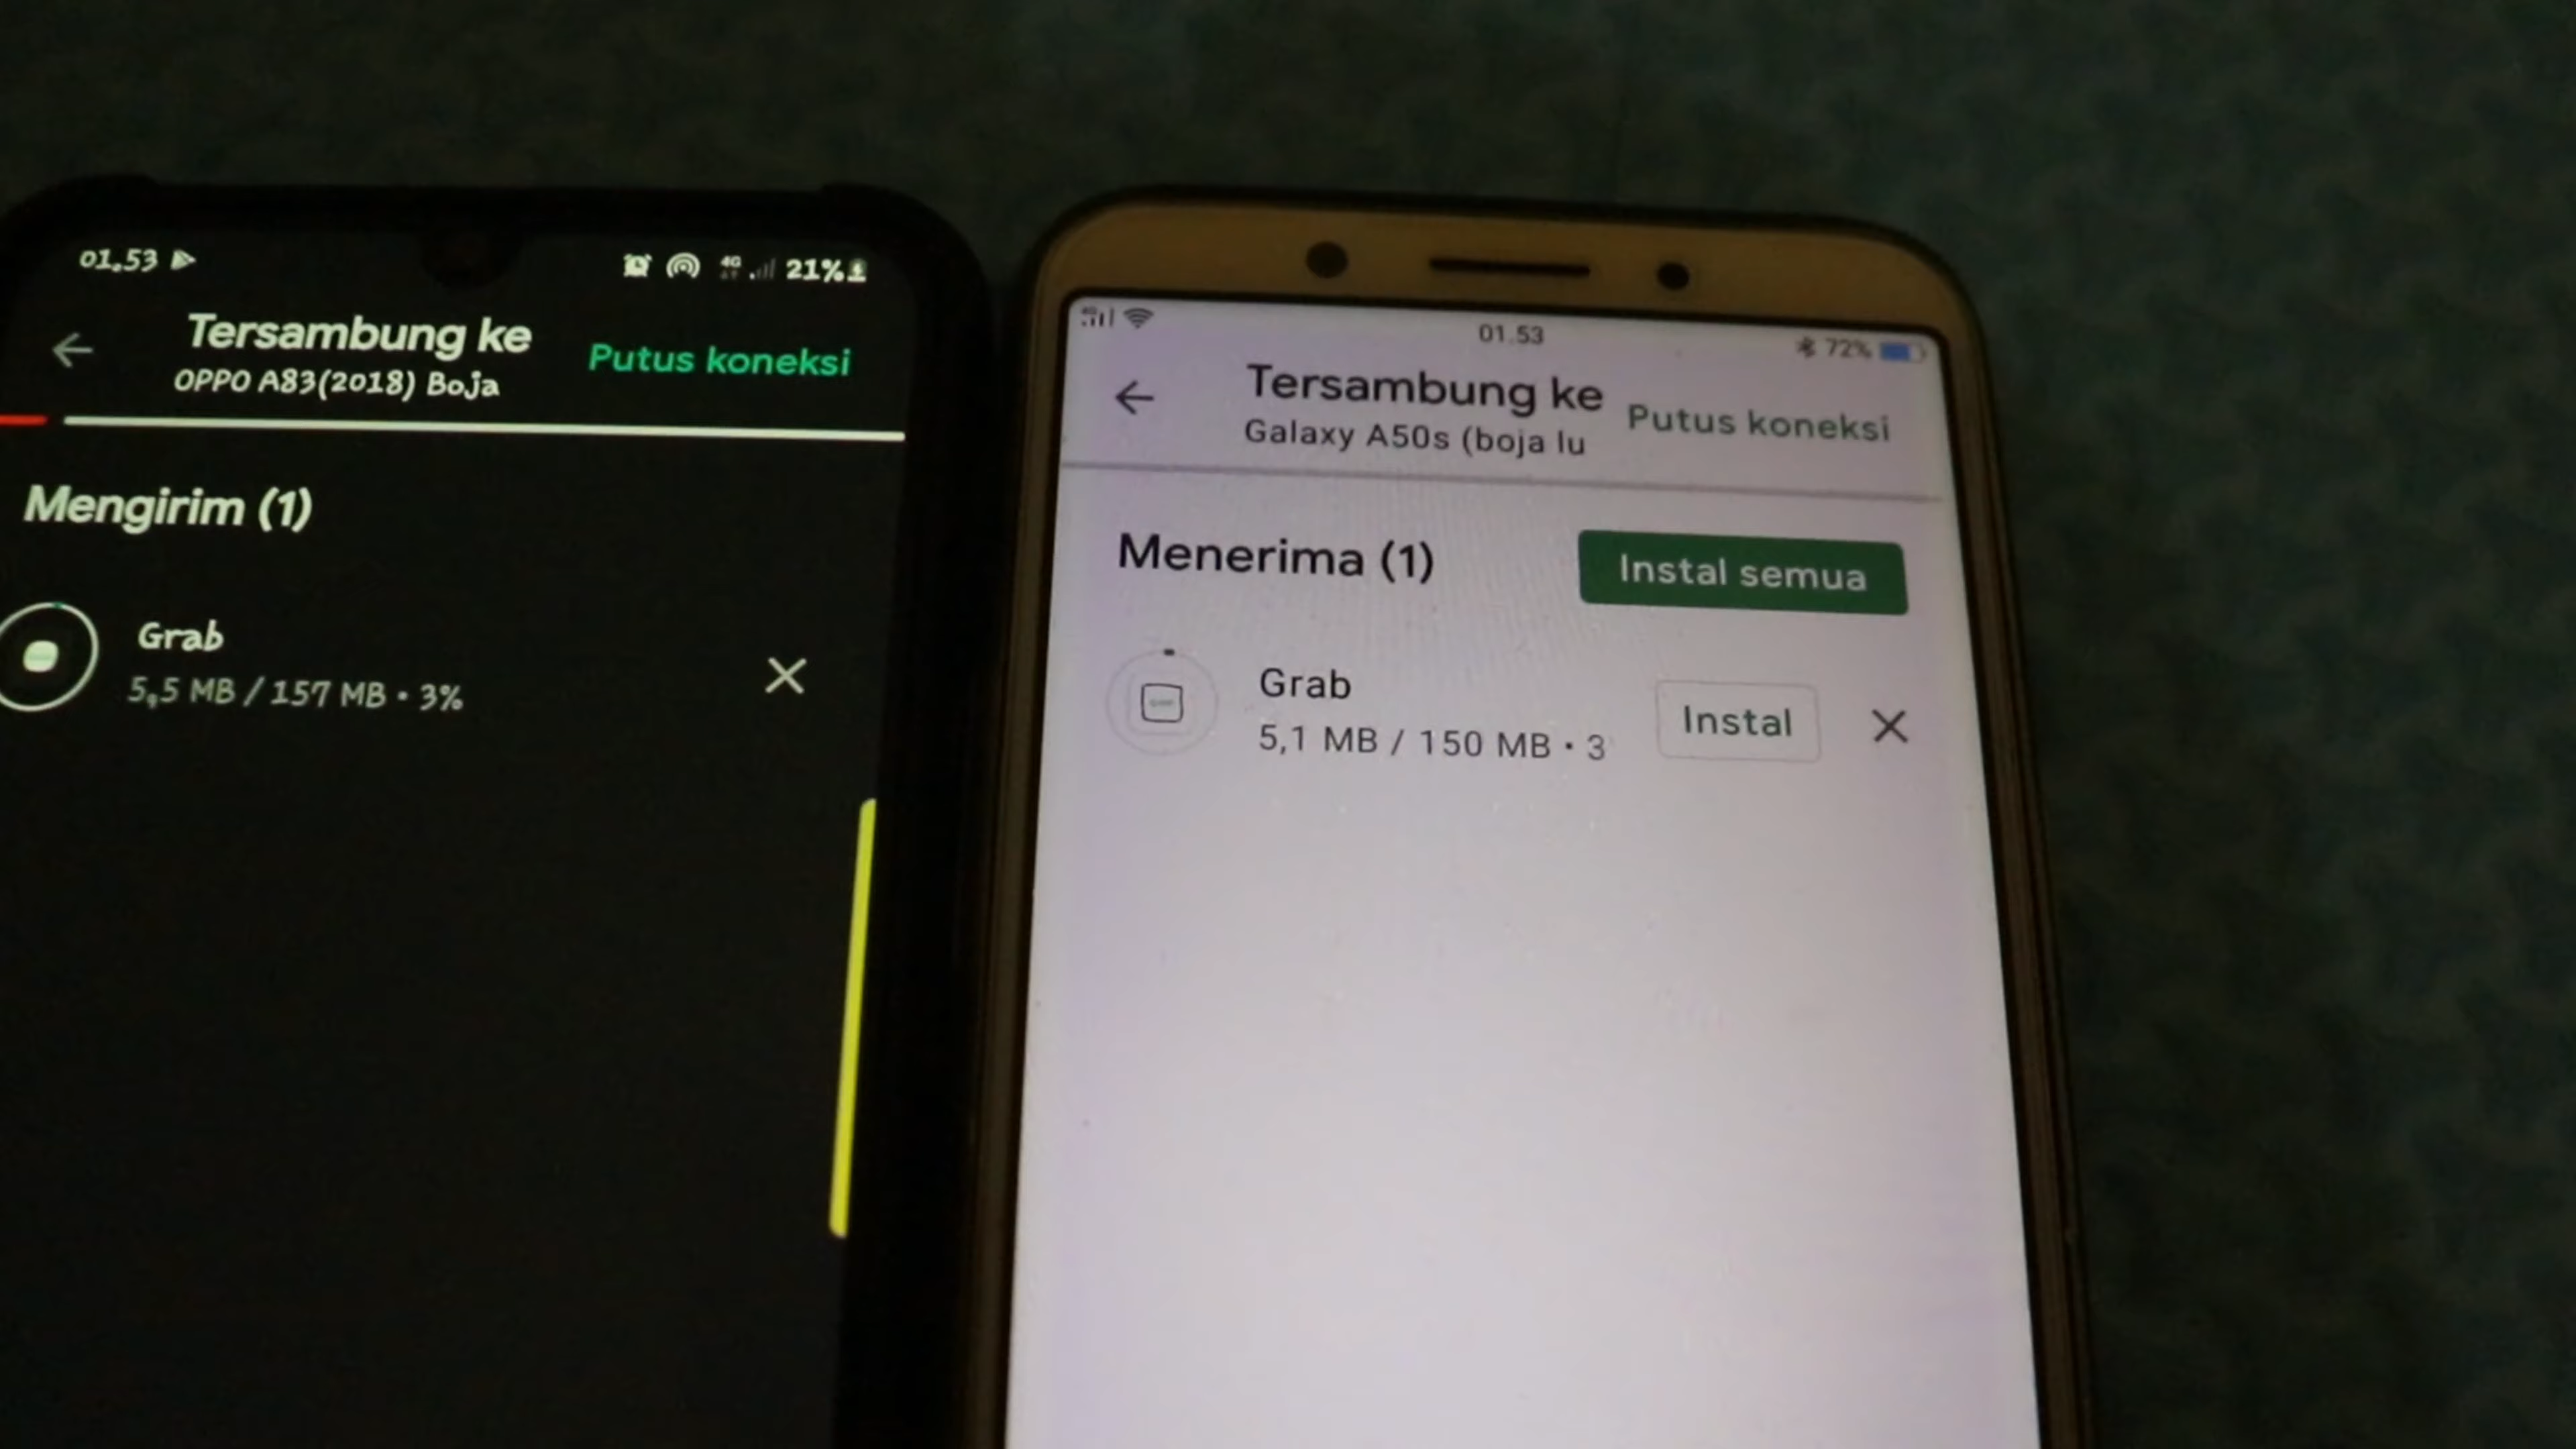 01.53
4G 21%
Tersambung ke
OPPO A83(2018) Boja
Putus koneksi
Mengirim (1)
Grab
5,5 MB / 157 MB • 3%
01.53
72%
Tersambung ke
Galaxy A50s (boja lu
Putus koneksi
Menerima (1)
Instal semua
Grab
5,1 MB / 150 MB • 3
Instal